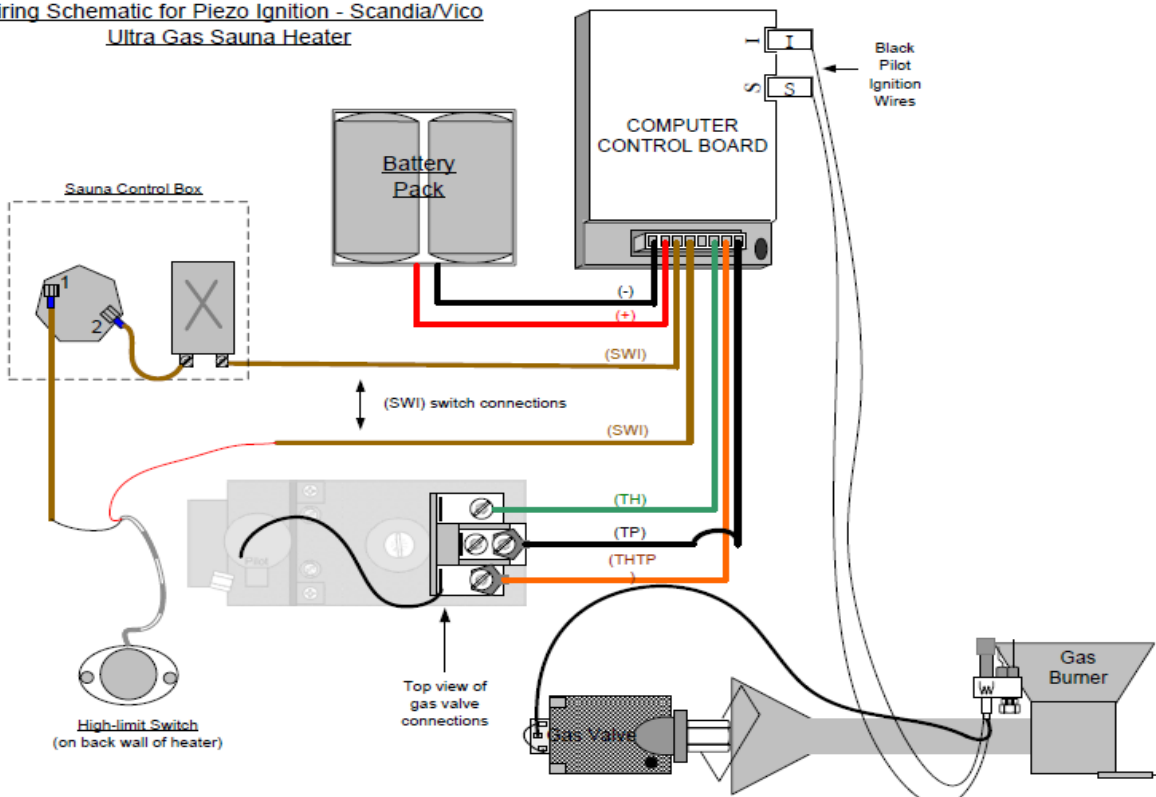 iring Schematic for Piezo Ignition - Scandia/Vico
Ultra Gas Sauna Heater
I
I
S
S
Black
Pilot
Ignition
Wires
COMPUTER
CONTROL BOARD
Battery
Pack
Sauna Control Box
1
2
X
(-)
(+)
(SWI)
(SWI) switch connections
(SWI)
(TH)
(TP)
(THTP
)
Pilot
Top view of
gas valve
connections
High-limit Switch
(on back wall of heater)
Gas Valve
Gas
Burner